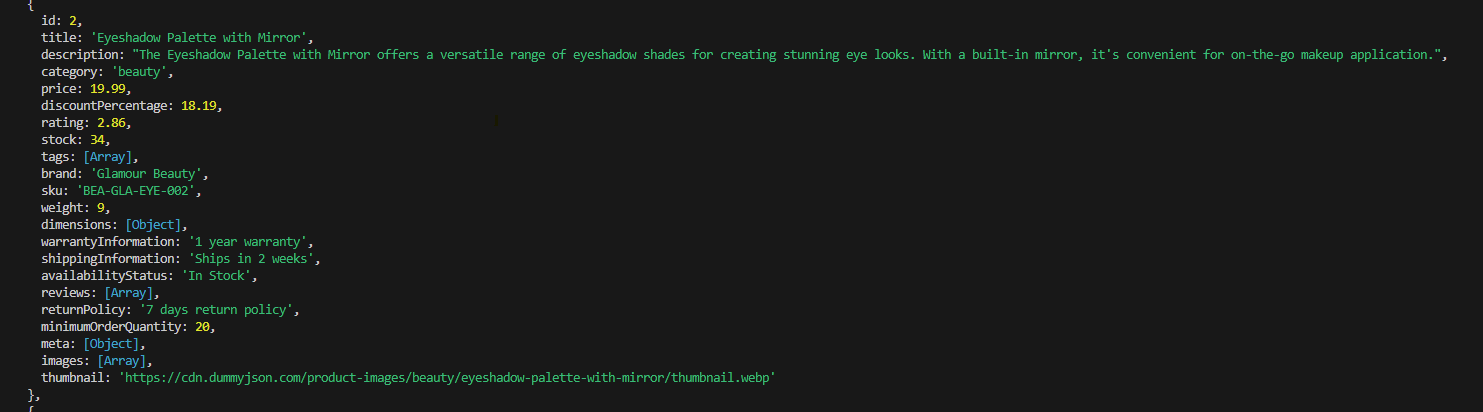 {
id: 2,
title: 'Eyeshadow Palette with Mirror',
description: "The Eyeshadow Palette with Mirror offers a versatile range of eyeshadow shades for creating stunning eye looks. With a built-in mirror, it's convenient for on-the-go makeup application.",
category: 'beauty',
price: 19.99,
discountPercentage: 18.19,
rating: 2.86,
stock: 34,
tags: [Array],
brand: 'Glamour Beauty',
sku: 'BEA-GLA-EYE-002',
weight: 9,
dimensions: [Object],
warrantyInformation: '1 year warranty',
shippingInformation: 'Ships in 2 weeks',
availabilityStatus: 'In Stock',
reviews: [Array],
returnPolicy: '7 days return policy',
minimumOrderQuantity: 20,
meta: [Object],
images: [Array],
thumbnail: 'https://cdn.dummyjson.com/product-images/beauty/eyeshadow-palette-with-mirror/thumbnail.webp'
},
{